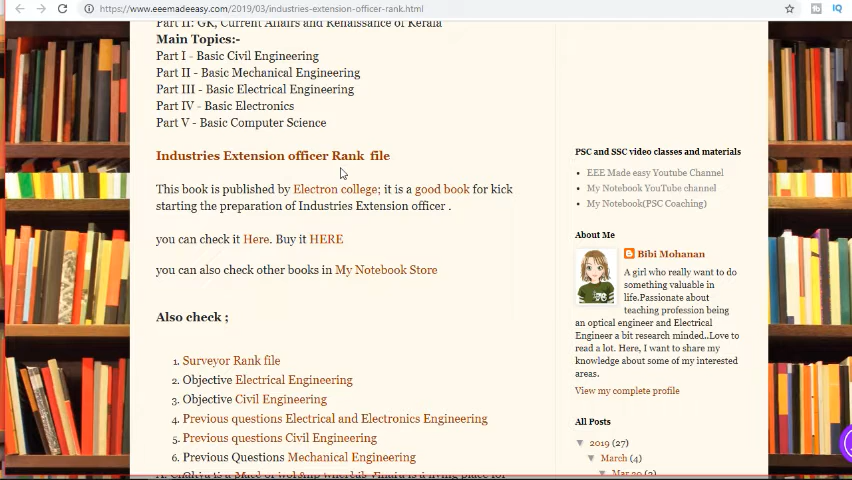 https://www.eeemadeeasy.com/2019/03/industries-extension-officer-rank.html
Part II: GK, Current Affairs and Renaissance of Kerala
Main Topics:-
Part I - Basic Civil Engineering
Part II - Basic Mechanical Engineering
Part III - Basic Electrical Engineering
Part IV - Basic Electronics
Part V - Basic Computer Science
Industries Extension officer Rank file
This book is published by Electron college; it is a good book for kick
starting the preparation of Industries Extension officer .
you can check it Here. Buy it HERE
you can also check other books in My Notebook Store
Also check ;
1. Surveyor Rank file
2. Objective Electrical Engineering
3. Objective Civil Engineering
4. Previous questions Electrical and Electronics Engineering
5. Previous questions Civil Engineering
6. Previous Questions Mechanical Engineering
PSC and SSC video classes and materials
EEE Made easy Youtube Channel
My Notebook YouTube channel
My Notebook(PSC Coaching)
About Me
Bibi Mohanan
A girl who really want to do
something valuable in
life.Passionate about
teaching profession being
an optical engineer and Electrical
Engineer a bit research minded..Love to
read a lot. Here, I want to share my
knowledge about some of my interested
areas.
View my complete profile
All Posts
▼ 2019 (27)
▼ March (4)
▼ Mar 30 (2)